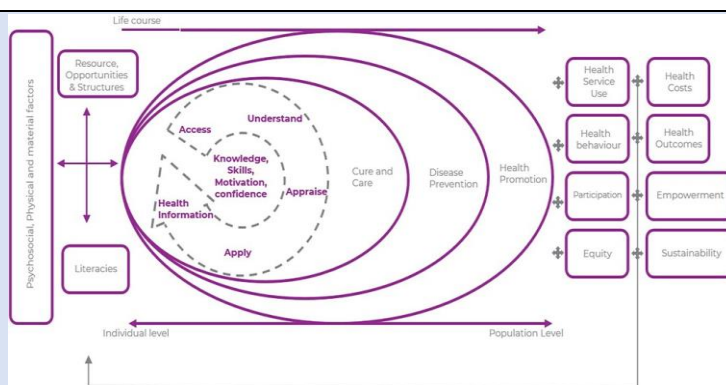 Life course
Psychosocial, Physical and material factors
Resource,
Opportunities
& Structures
Literacies
Access
Understand
Knowledge,
Skills,
Motivation,
confidence
Health
Information
Appraise
Apply
Cure and
Care
Disease
Prevention
Health
Promotion
Health
Service
Use
Health
Costs
Health
behaviour
Health
Outcomes
Participation
Empowerment
Equity
Sustainability
Individual level
Population Level